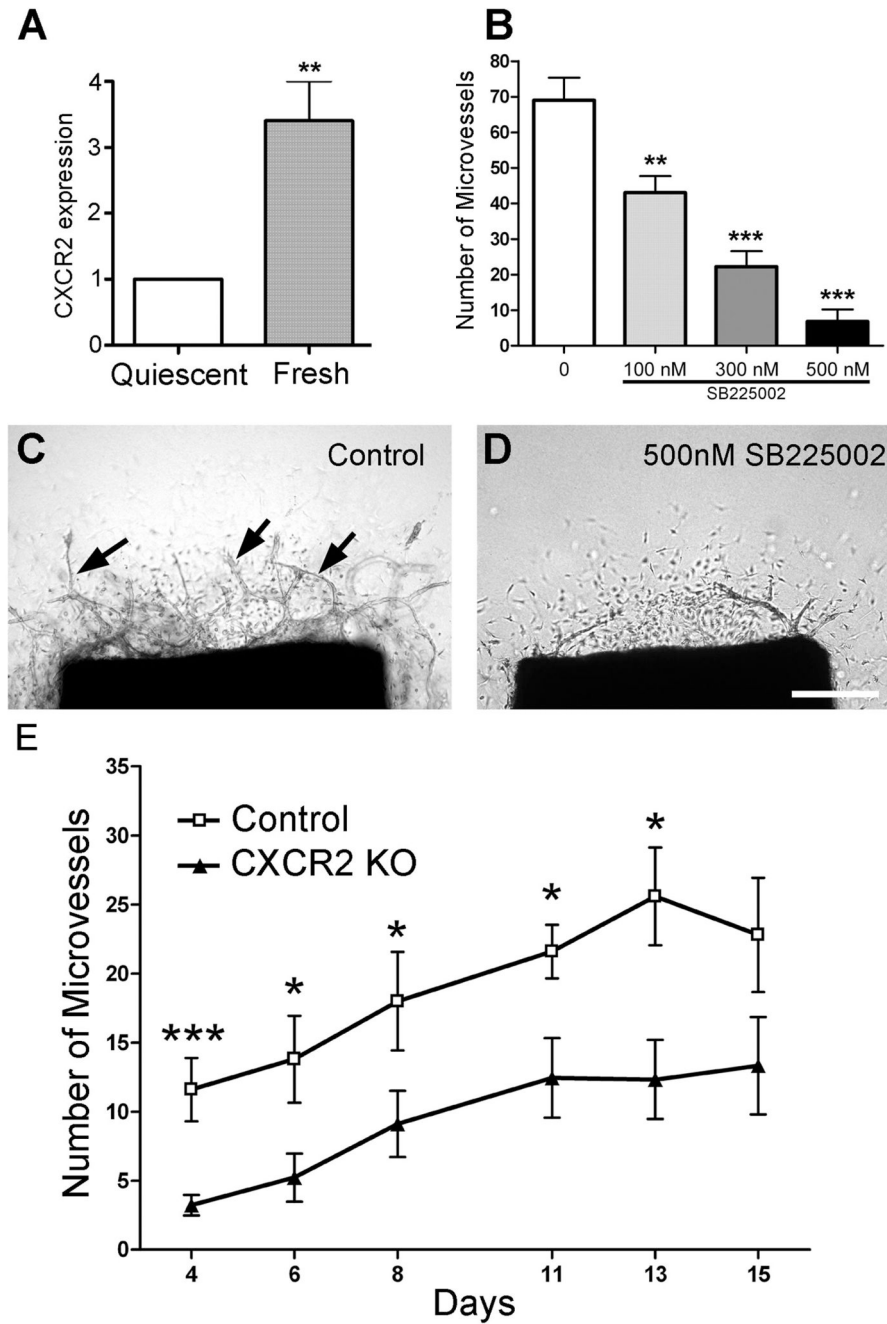 A
**
4
3
2
1
0
CXCR2 expression
Quiescent Fresh
B
80
70
60
50
40
30
20
10
0
Number of Microvessels
**
***
***
0 100 nM 300 nM 500 nM
SB225002
C Control
D 500nM SB225002
E
35
30
25
20
15
10
5
0
Number of Microvessels
Control
CXCR2 KO
***
*
*
*
*
4 6 8 11 13 15
Days